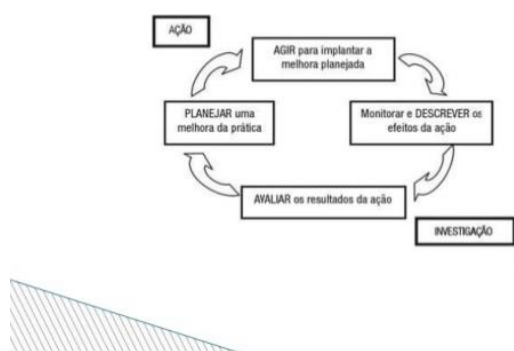 AÇÃO
AGIR para implantar a
melhora planejada
PLANEJAR uma
melhora da prática
Monitorar e DESCREVER os
efeitos da ação
AVALIAR os resultados da ação
INVESTIGAÇÃO